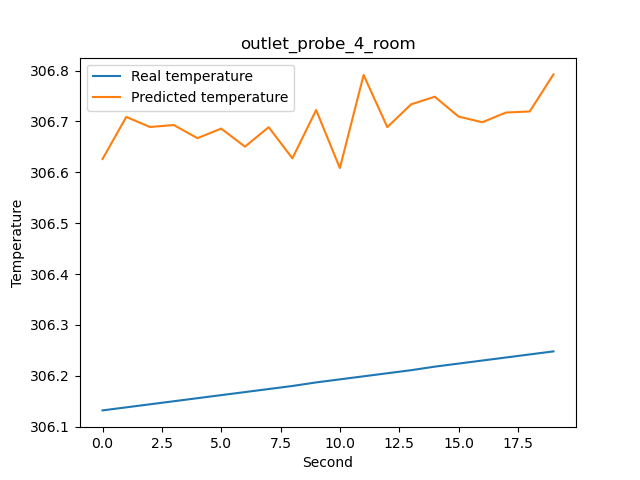 outlet_probe_4_room
Real temperature
Predicted temperature
306.8
306.7
306.6
306.5
306.4
306.3
306.2
306.1
Temperature
0.0 2.5 5.0 7.5 10.0 12.5 15.0 17.5
Second